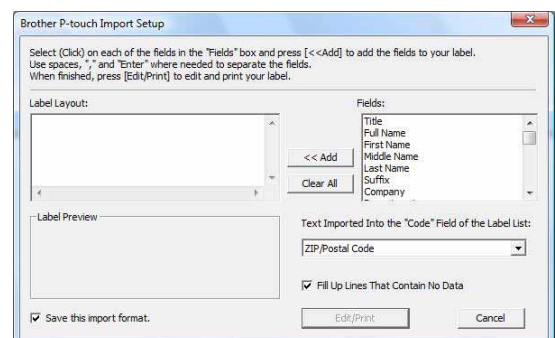 Brother P-touch Import Setup
Select (Click) on each of the fields in the "Fields" box and press [<<Add] to add the fields to your label.
Use spaces, "," and "Enter" where needed to separate the fields.
When finished, press [Edit/Print] to edit and print your label.
Label Layout:
Fields:
Title
Full Name
First Name
Middle Name
Last Name
Suffix
Company
<< Add
Clear All
Label Preview
Text Imported Into the "Code" Field of the Label List:
ZIP/Postal Code
Fill Up Lines That Contain No Data
Save this import format.
Edit/Print
Cancel